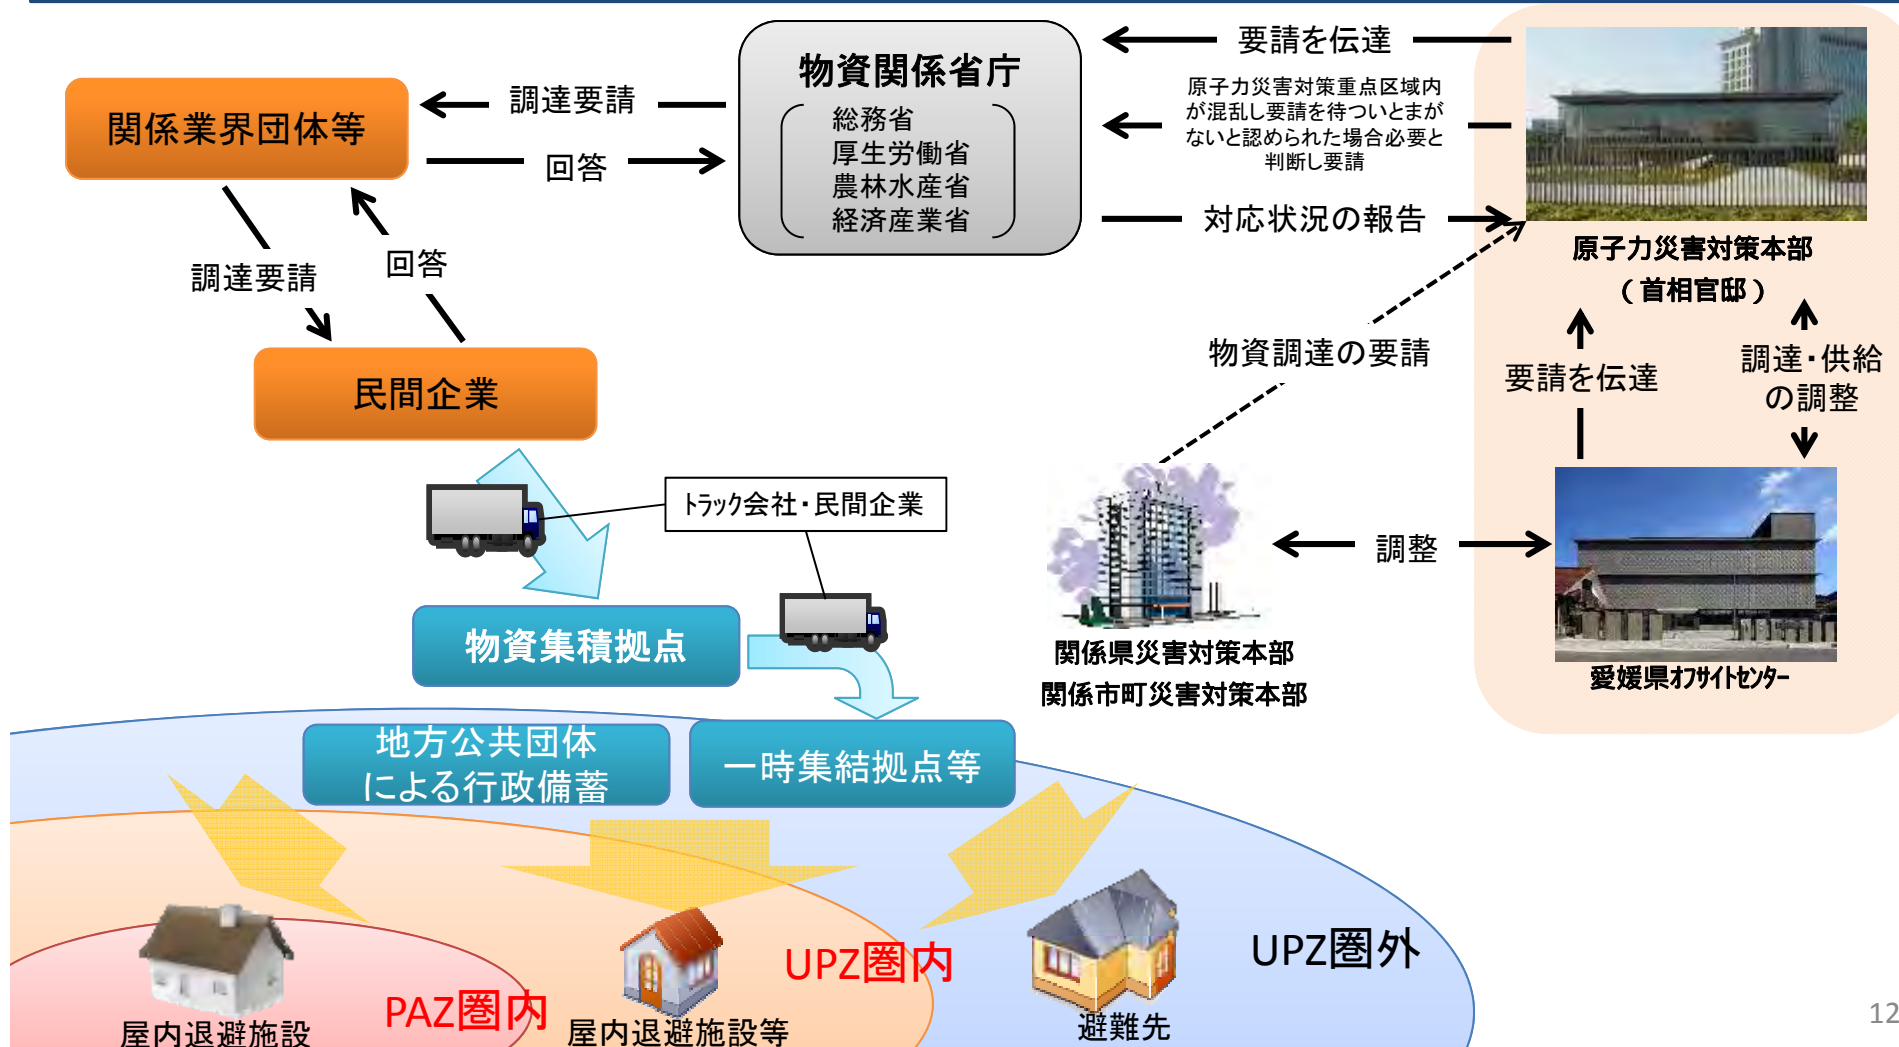 要請を伝達
物資関係省庁
総務省
厚生労働省
農林水産省
経済産業省
原子力災害対策重点区域内
が混乱し要請を待ついとまが
ないと認められた場合必要と
判断し要請
調達要請
関係業界団体等
回答
対応状況の報告
原子力災害対策本部
(首相官邸)
調達要請
回答
物資調達の要請
要請を伝達
調達・供給
の調整
民間企業
トラック会社・民間企業
調整
物資集積拠点
関係県災害対策本部
関係市町災害対策本部
愛媛県オフサイトセンター
地方公共団体
による行政備蓄
一時集結拠点等
UPZ圏内
UPZ圏外
PAZ圏内
屋内退避施設
屋内退避施設等
避難先
12